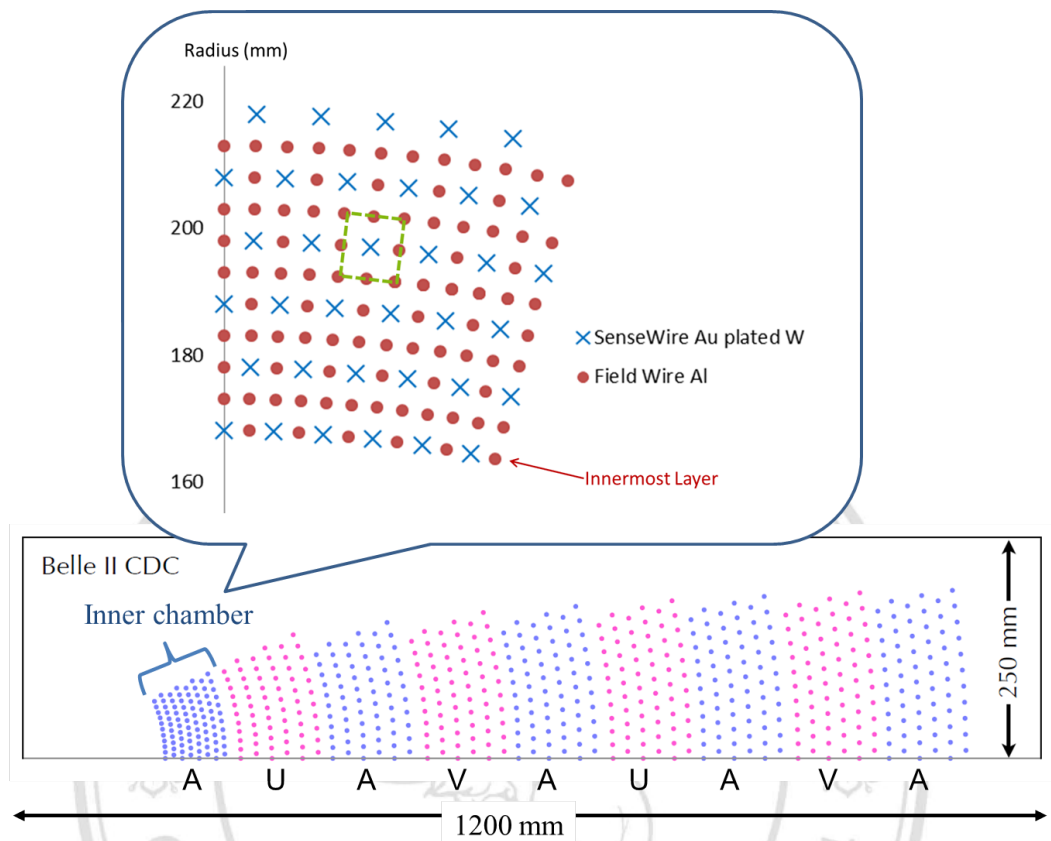 Radius (mm)
220
200
180
160
SenseWire Au plated W
Field Wire Al
Innermost Layer
Belle II CDC
Inner chamber
250 mm
A U A V A U A V A
1200 mm